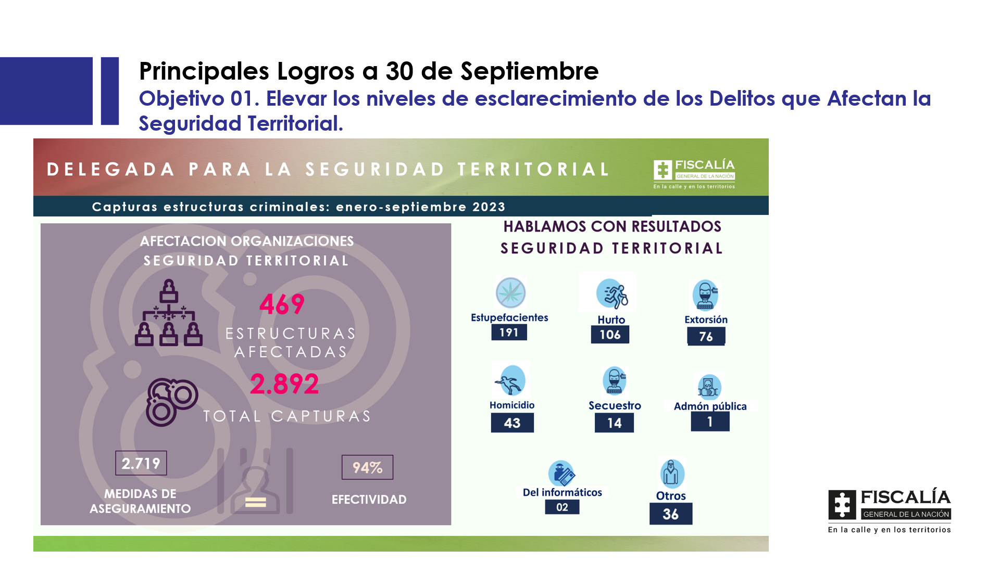 Principales Logros a 30 de Septiembre
Objetivo 01. Elevar los niveles de esclarecimiento de los Delitos que Afectan la
Seguridad Territorial.
DELEGADA PARA LA SEGURIDAD TERRITORIAL
FISCALÍA
GENERAL DE LA NACIÓN
En la calle y en los territorios
Capturas estructuras criminales: enero-septiembre 2023
AFECTACION ORGANIZACIONES
SEGURIDAD TERRITORIAL
469
ESTRUCTURAS
AFECTADAS
2.892
TOTAL CAPTURAS
2.719
MEDIDAS DE
ASEGURAMIENTO
=
94%
EFECTIVIDAD
HABLAMOS CON RESULTADOS
SEGURIDAD TERRITORIAL
Estupefacientes
191
Hurto
106
Extorsión
76
Homicidio
43
Secuestro
14
Admón pública
1
Del informáticos
02
Otros
36
FISCALÍA
GENERAL DE LA NACIÓN
En la calle y en los territorios